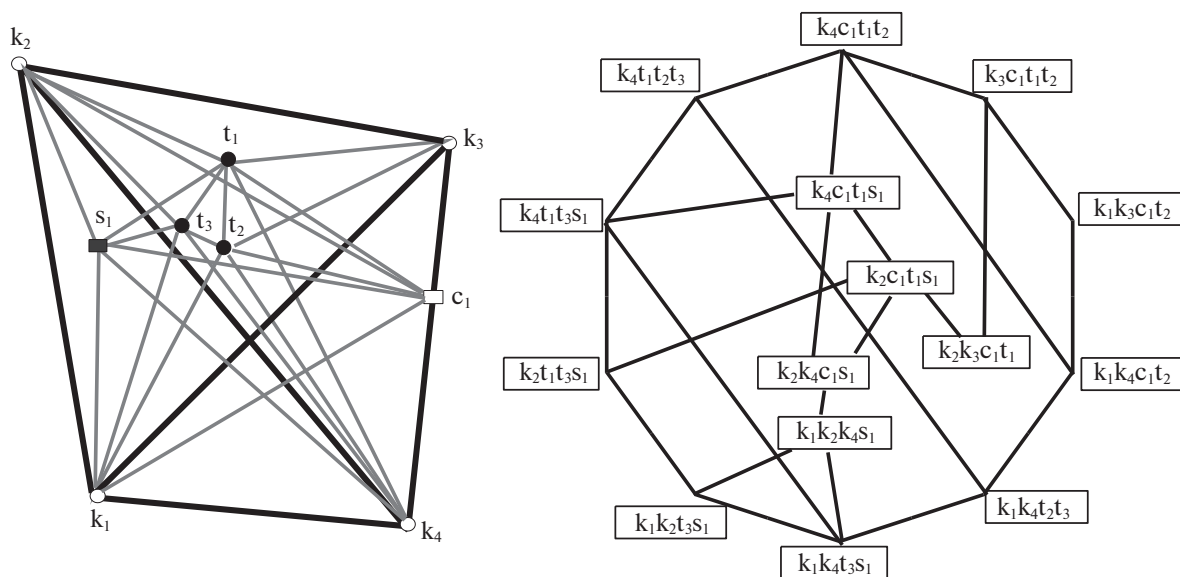 k₂
t₁
k₃
s₁
t₃
t₂
c₁
k₁
k₄
k₄c₁t₁t₂
k₄t₁t₂t₃
k₃c₁t₁t₂
k₄c₁t₁s₁
k₄t₁t₃s₁
k₁k₃c₁t₂
k₂c₁t₁s₁
k₂k₃c₁t₁
k₂t₁t₃s₁
k₂k₄c₁s₁
k₁k₄c₁t₂
k₁k₂k₄s₁
k₁k₂t₃s₁
k₁k₄t₂t₃
k₁k₄t₃s₁